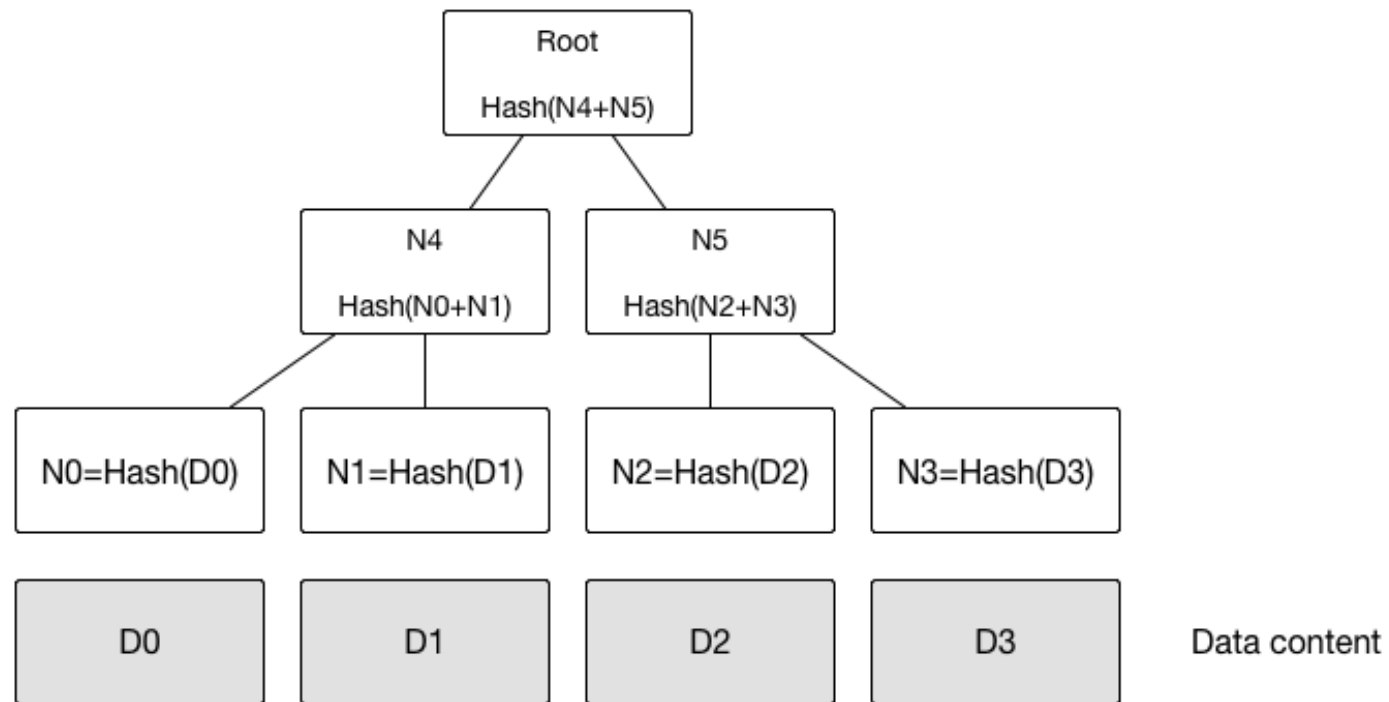 Root
Hash(N4+N5)
N4
Hash(N0+N1)
N5
Hash(N2+N3)
N0=Hash(D0)
N1=Hash(D1)
N2=Hash(D2)
N3=Hash(D3)
D0
D1
D2
D3
Data content